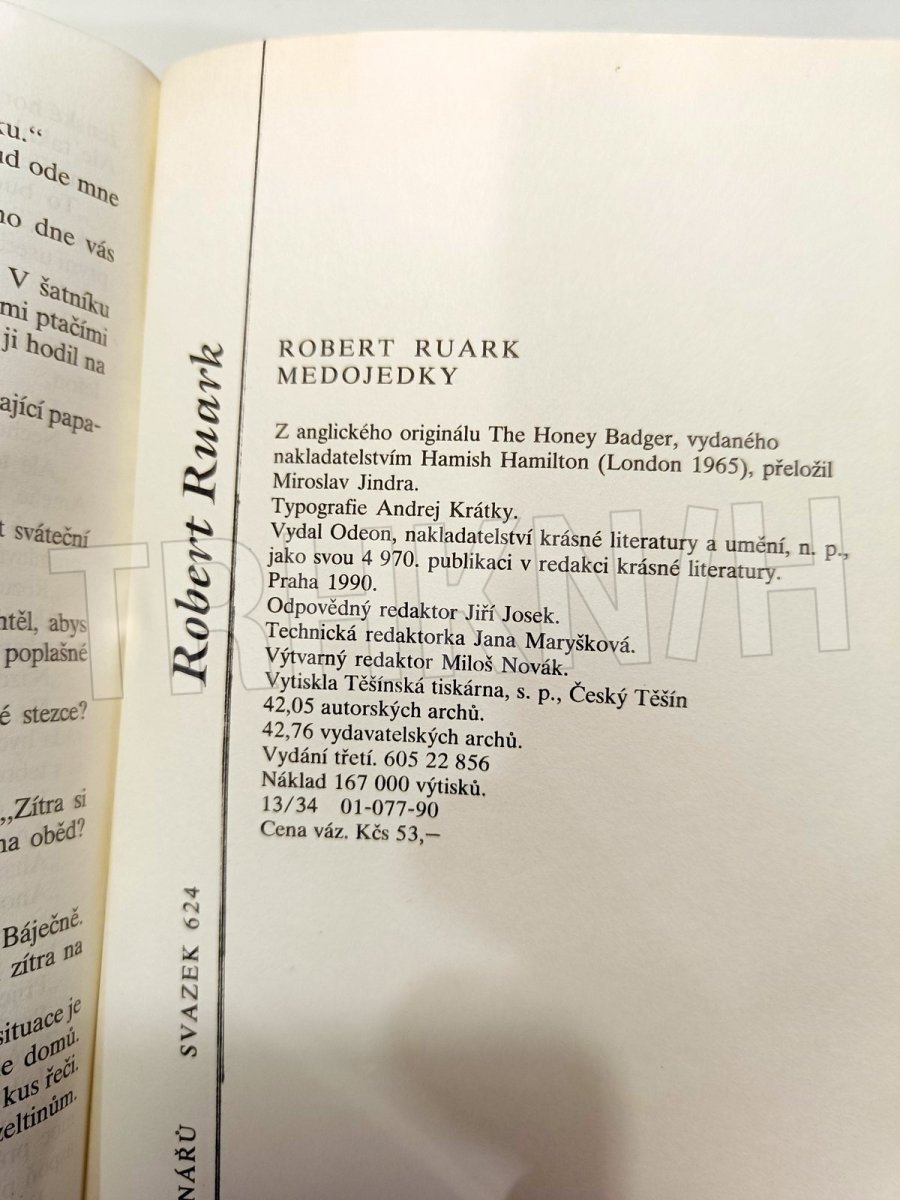 ku.“
ud ode mne
ho dne vás
V šatníku
mi ptačími
ji hodil na
ající papa-
t sváteční
htěl, abys
poplašné
é stezce?
„Zítra si
na oběd?
Báječně.
zítra na
situace je
e domů.
kus řeči.
zeltinům.
Robert Ruark
SVAZEK 624
NÁŘŮ
ROBERT RUARK
MEDOJEDKY
Z anglického originálu The Honey Badger, vydaného
nakladatelstvím Hamish Hamilton (London 1965), přeložil
Miroslav Jindra.
Typografie Andrej Krátky.
Vydal Odeon, nakladatelství krásné literatury a umění, n. p.,
jako svou 4 970. publikaci v redakci krásné literatury.
Praha 1990.
Odpovědný redaktor Jiří Josek.
Technická redaktorka Jana Maryšková.
Výtvarný redaktor Miloš Novák.
Vytiskla Těšínská tiskárna, s. p., Český Těšín
42,05 autorských archů.
42,76 vydavatelských archů.
Vydání třetí. 605 22 856
Náklad 167 000 výtisků.
13/34 01-077-90
Cena váz. Kčs 53,—